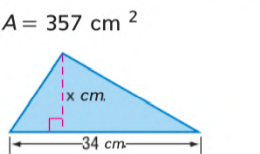 A = 357 cm ²
x cm.
34 cm